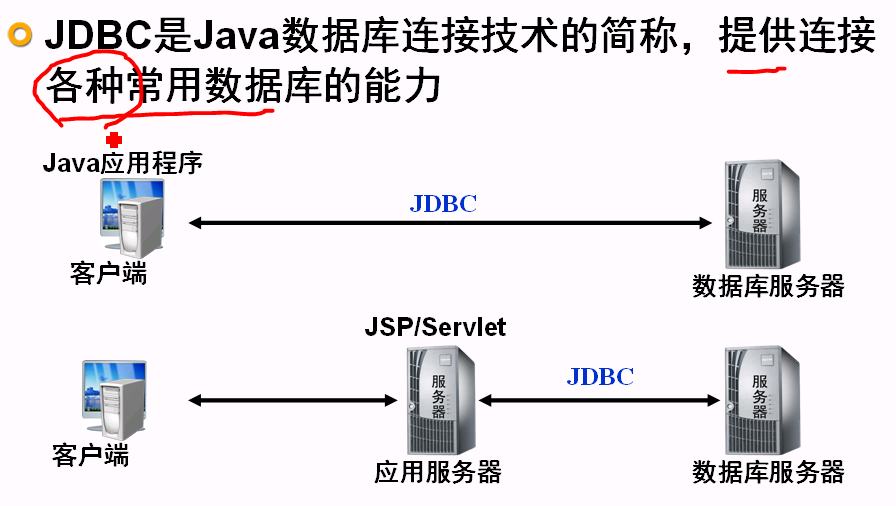 JDBC是Java数据库连接技术的简称，提供连接
各种常用数据库的能力
Java应用程序
JDBC
服务器
客户端
数据库服务器
JSP/Servlet
服务器
JDBC
服务器
客户端
应用服务器
数据库服务器